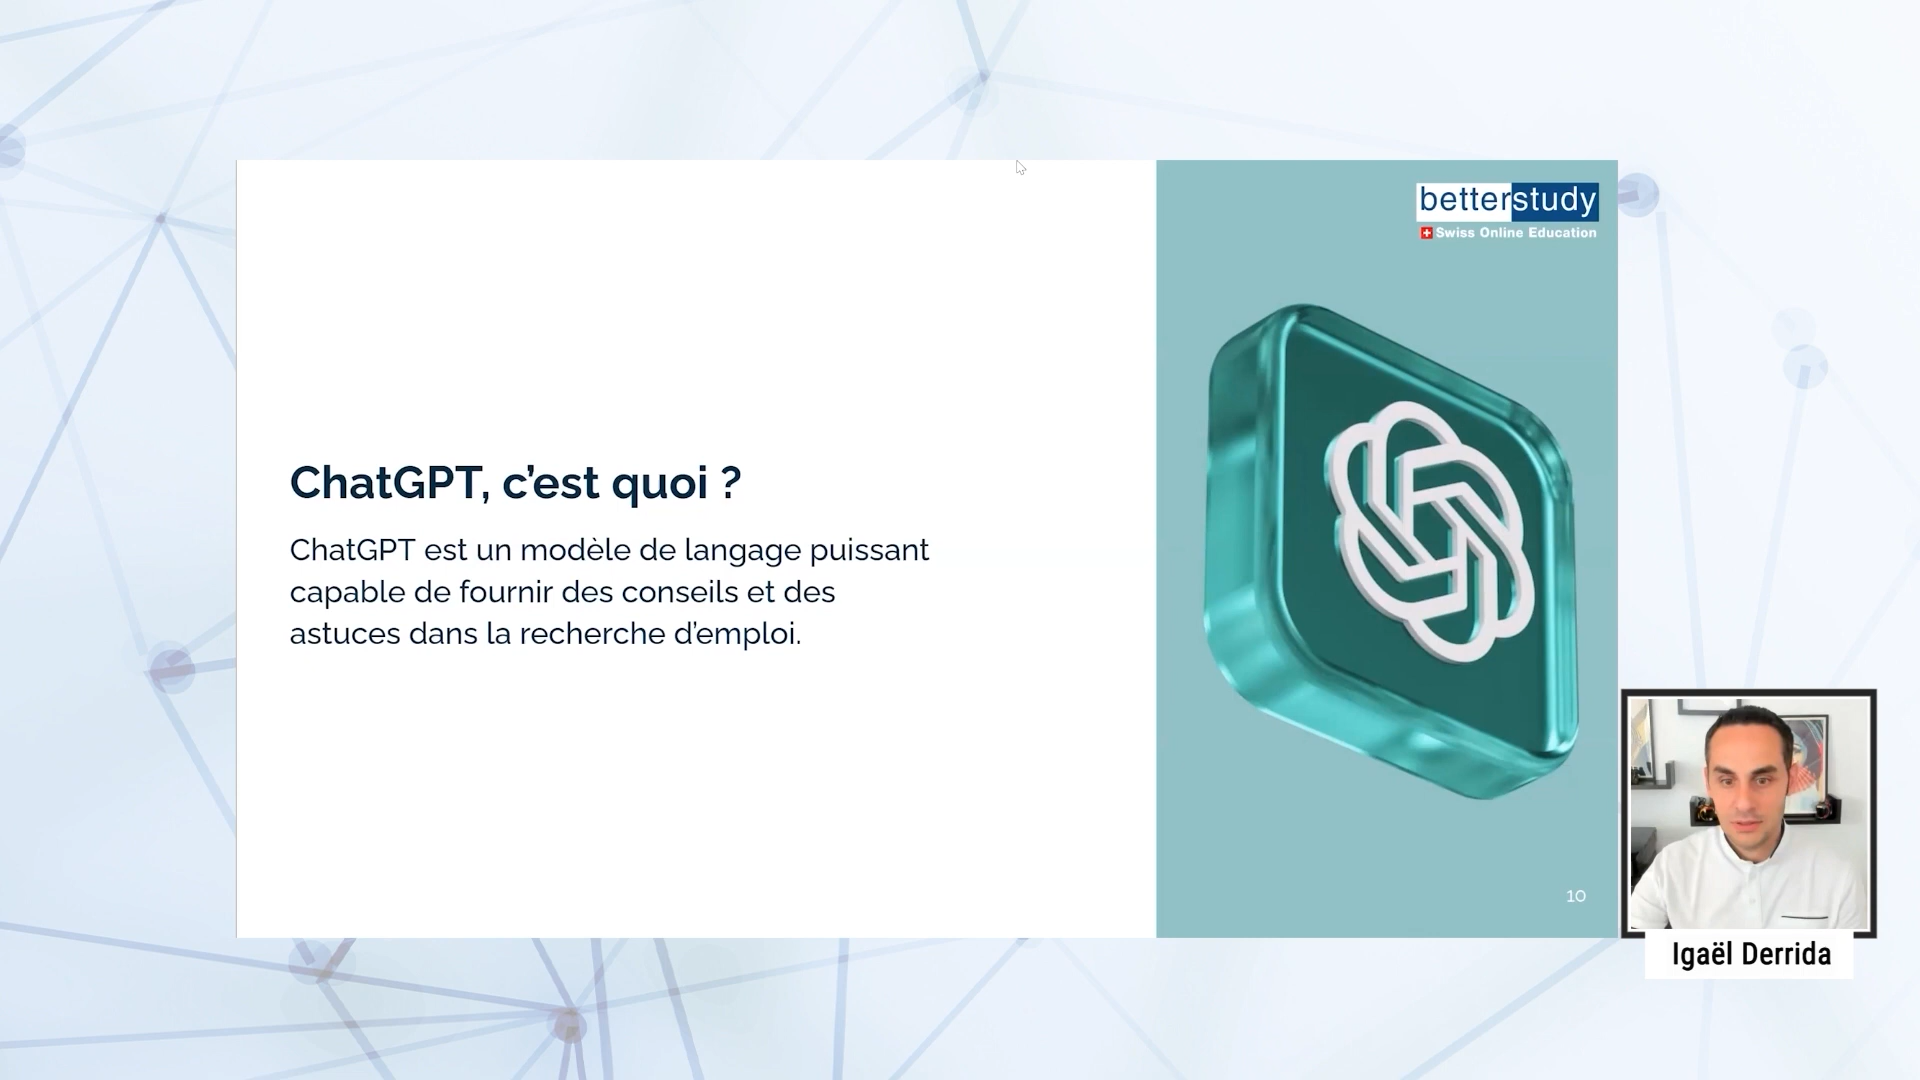 betterstudy
Swiss Online Education
ChatGPT, c’est quoi ?
ChatGPT est un modèle de langage puissant
capable de fournir des conseils et des
astuces dans la recherche d’emploi.
10
Igaël Derrida